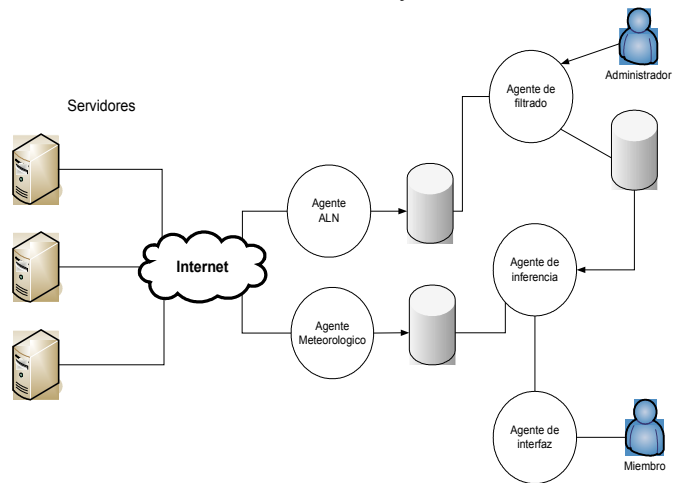 Administrador
Agente de
filtrado
Servidores
Agente
ALN
Internet
Agente de
inferencia
Agente
Meteorologico
Agente de
interfaz
Miembro